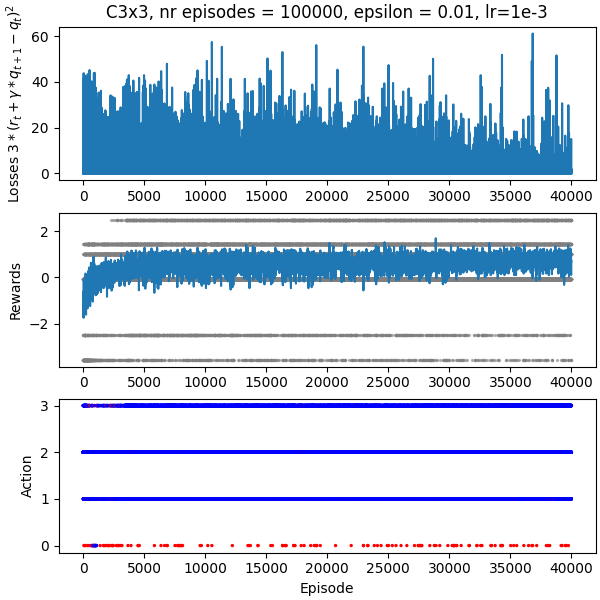 C3x3, nr episodes = 100000, epsilon = 0.01, lr=1e-3
Losses 3 * (r_t + γ * q_{t+1} − q_t)^2
60
40
20
0
0 5000 10000 15000 20000 25000 30000 35000 40000
Rewards
2
0
−2
0 5000 10000 15000 20000 25000 30000 35000 40000
Action
3
2
1
0
0 5000 10000 15000 20000 25000 30000 35000 40000
Episode